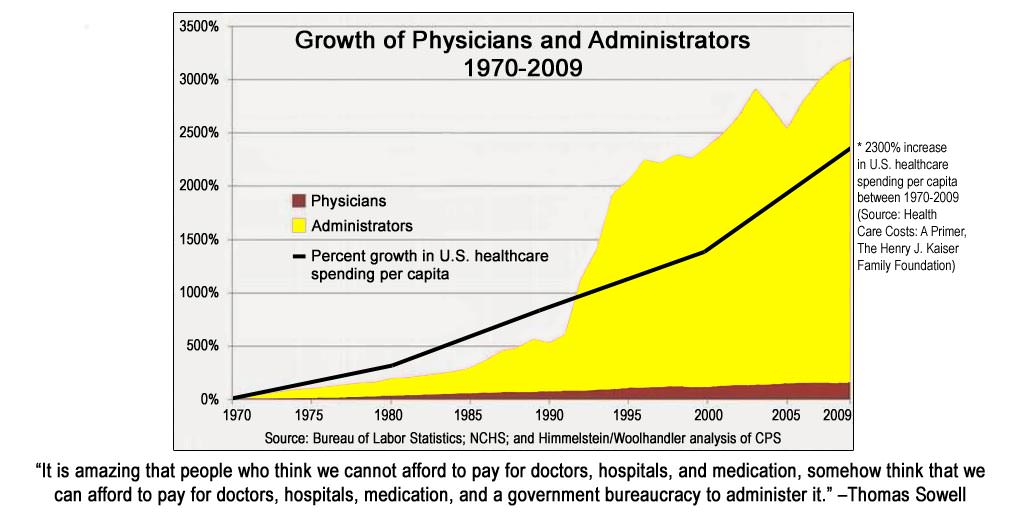 Growth of Physicians and Administrators
1970-2009
3500%
3000%
2500%
2000%
1500%
1000%
500%
0%
Physicians
Administrators
Percent growth in U.S. healthcare
spending per capita
1970
1975
1980
1985
1990
1995
2000
2005
2009
Source: Bureau of Labor Statistics; NCHS; and Himmelstein/Woolhandler analysis of CPS
* 2300% increase
in U.S. healthcare
spending per capita
between 1970-2009
(Source: Health
Care Costs: A Primer,
The Henry J. Kaiser
Family Foundation)
“It is amazing that people who think we cannot afford to pay for doctors, hospitals, and medication, somehow think that we
can afford to pay for doctors, hospitals, medication, and a government bureaucracy to administer it.” –Thomas Sowell